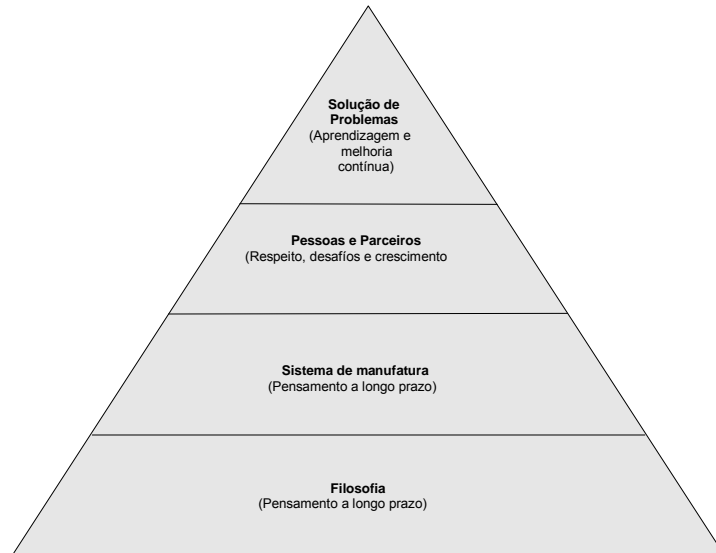 Solução de
Problemas
(Aprendizagem e
melhoria
contínua)
Pessoas e Parceiros
(Respeito, desafíos e crescimento
Sistema de manufatura
(Pensamento a longo prazo)
Filosofia
(Pensamento a longo prazo)